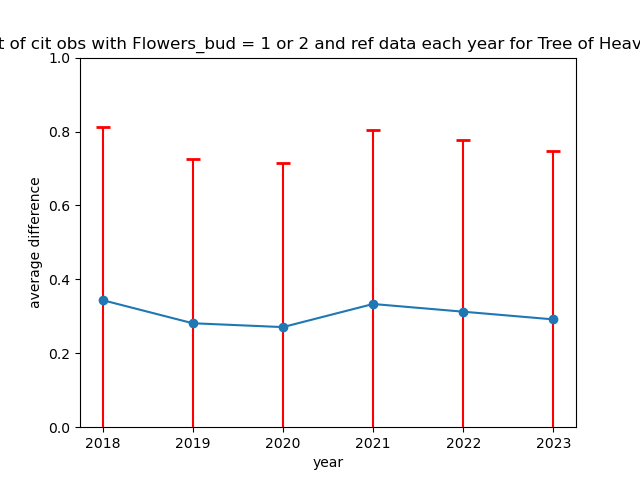 t of cit obs with Flowers_bud = 1 or 2 and ref data each year for Tree of Heav
1.0
0.8
0.6
0.4
0.2
0.0
average difference
2018 2019 2020 2021 2022 2023
year